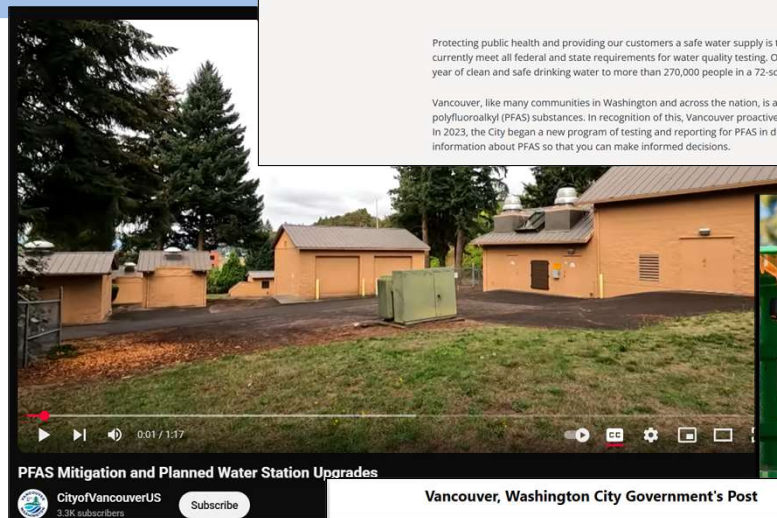 Protecting public health and providing our customers a safe water supply is
currently meet all federal and state requirements for water quality testing.
year of clean and safe drinking water to more than 270,000 people in a
Vancouver, like many communities in Washington and across the nation, is
polyfluoroalkyl (PFAS) substances. In recognition of this, Vancouver
In 2023, the City began a new program of testing and reporting for PFAS in
information about PFAS so that you can make informed decisions.
0:01 / 1:17
CC
PFAS Mitigation and Planned Water Station Upgrades
CityofVancouverUS
3.3K subscribers
Subscribe
Vancouver, Washington City Government's Post